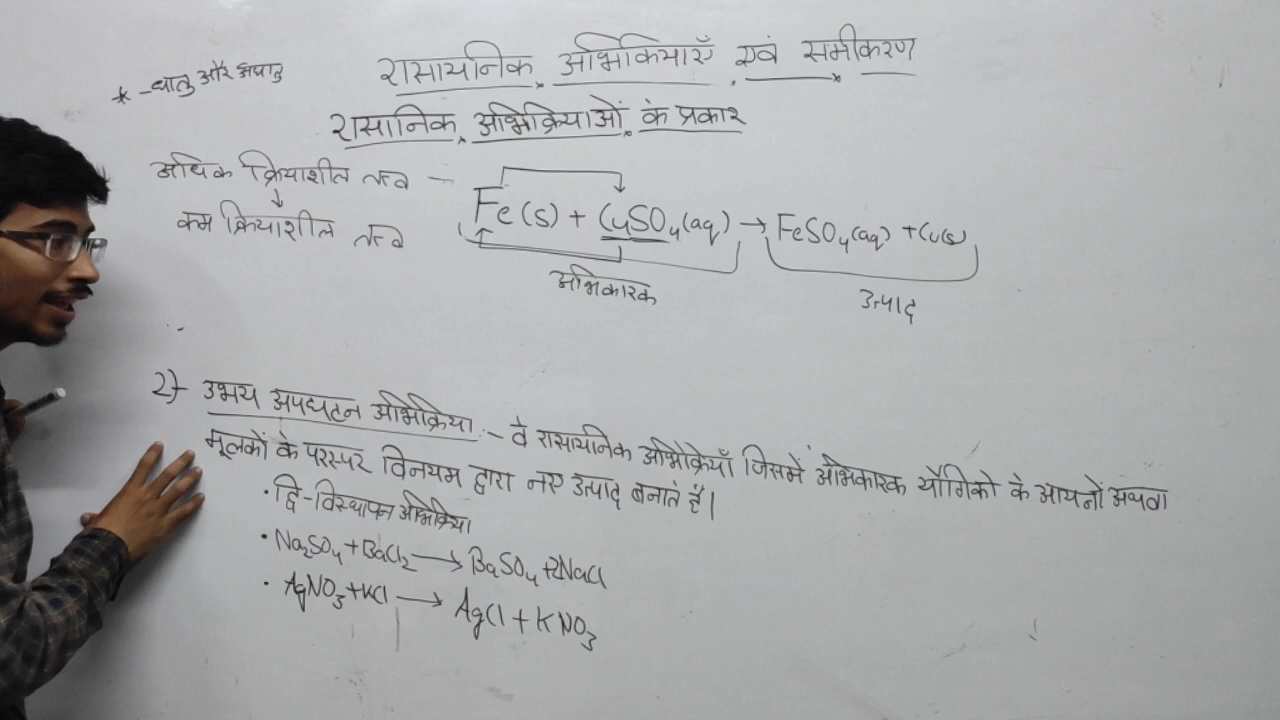 रासायनिक अभिकियाएँ एवं समीकरण
* - धातु और अधातु
रासानिक अभिक्रियाओं के प्रकार
अधिक क्रियाशील तत्व -
↓
कम क्रियाशील तत्व
Fe(s) + CuSO₄(aq) → FeSO₄(aq) + Cu(s)
अभिकारक
उत्पाद
2)- उभय अपघटन अभिक्रिया :- वे रासायनिक अभिक्रियाँ जिसमें अभिकारक यौगिको के आयनों अथवा
मूलकों के परस्पर विनयम द्वारा नए उत्पाद बनाते हैं।
· द्वि-विस्थापन अभिक्रिया
· Na₂SO₄ + BaCl₂ → BaSO₄ + 2NaCl
· AgNO₃ + KCl → AgCl + KNO₃